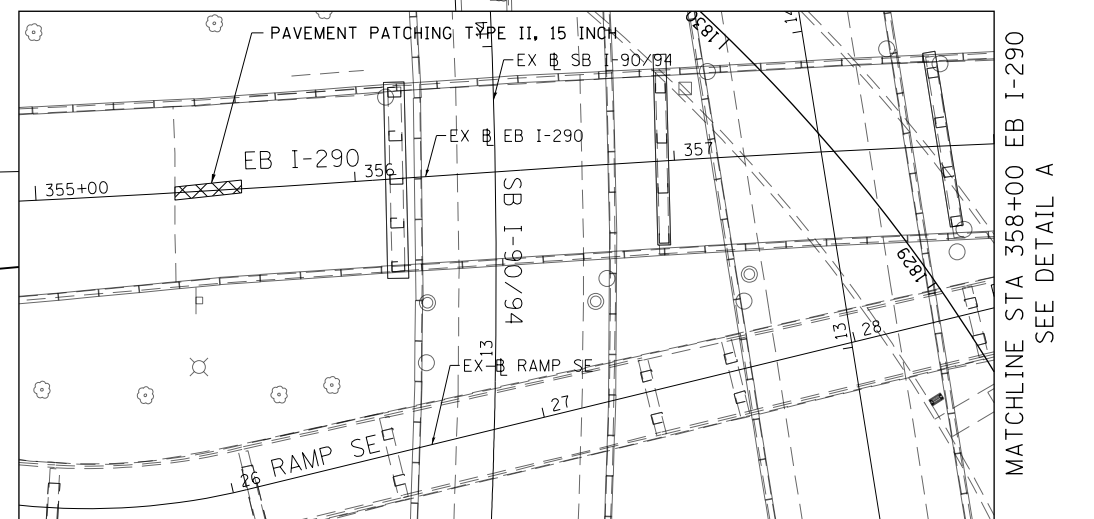 PAVEMENT PATCHING TYPE II, 15 INCH
EX B SB I-90/94
EX B EB I-290
EB I-290
355+00
356
357
1830
14
SB I-90/94
1829
13
13
28
EX B RAMP SE
27
RAMP SE
26
MATCHLINE STA 358+00 EB I-290
SEE DETAIL A